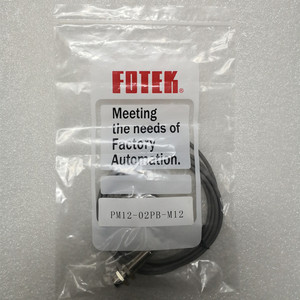 FOTEK®
Meeting
the needs of
Factory
Automation.
PM12-02PB-M12